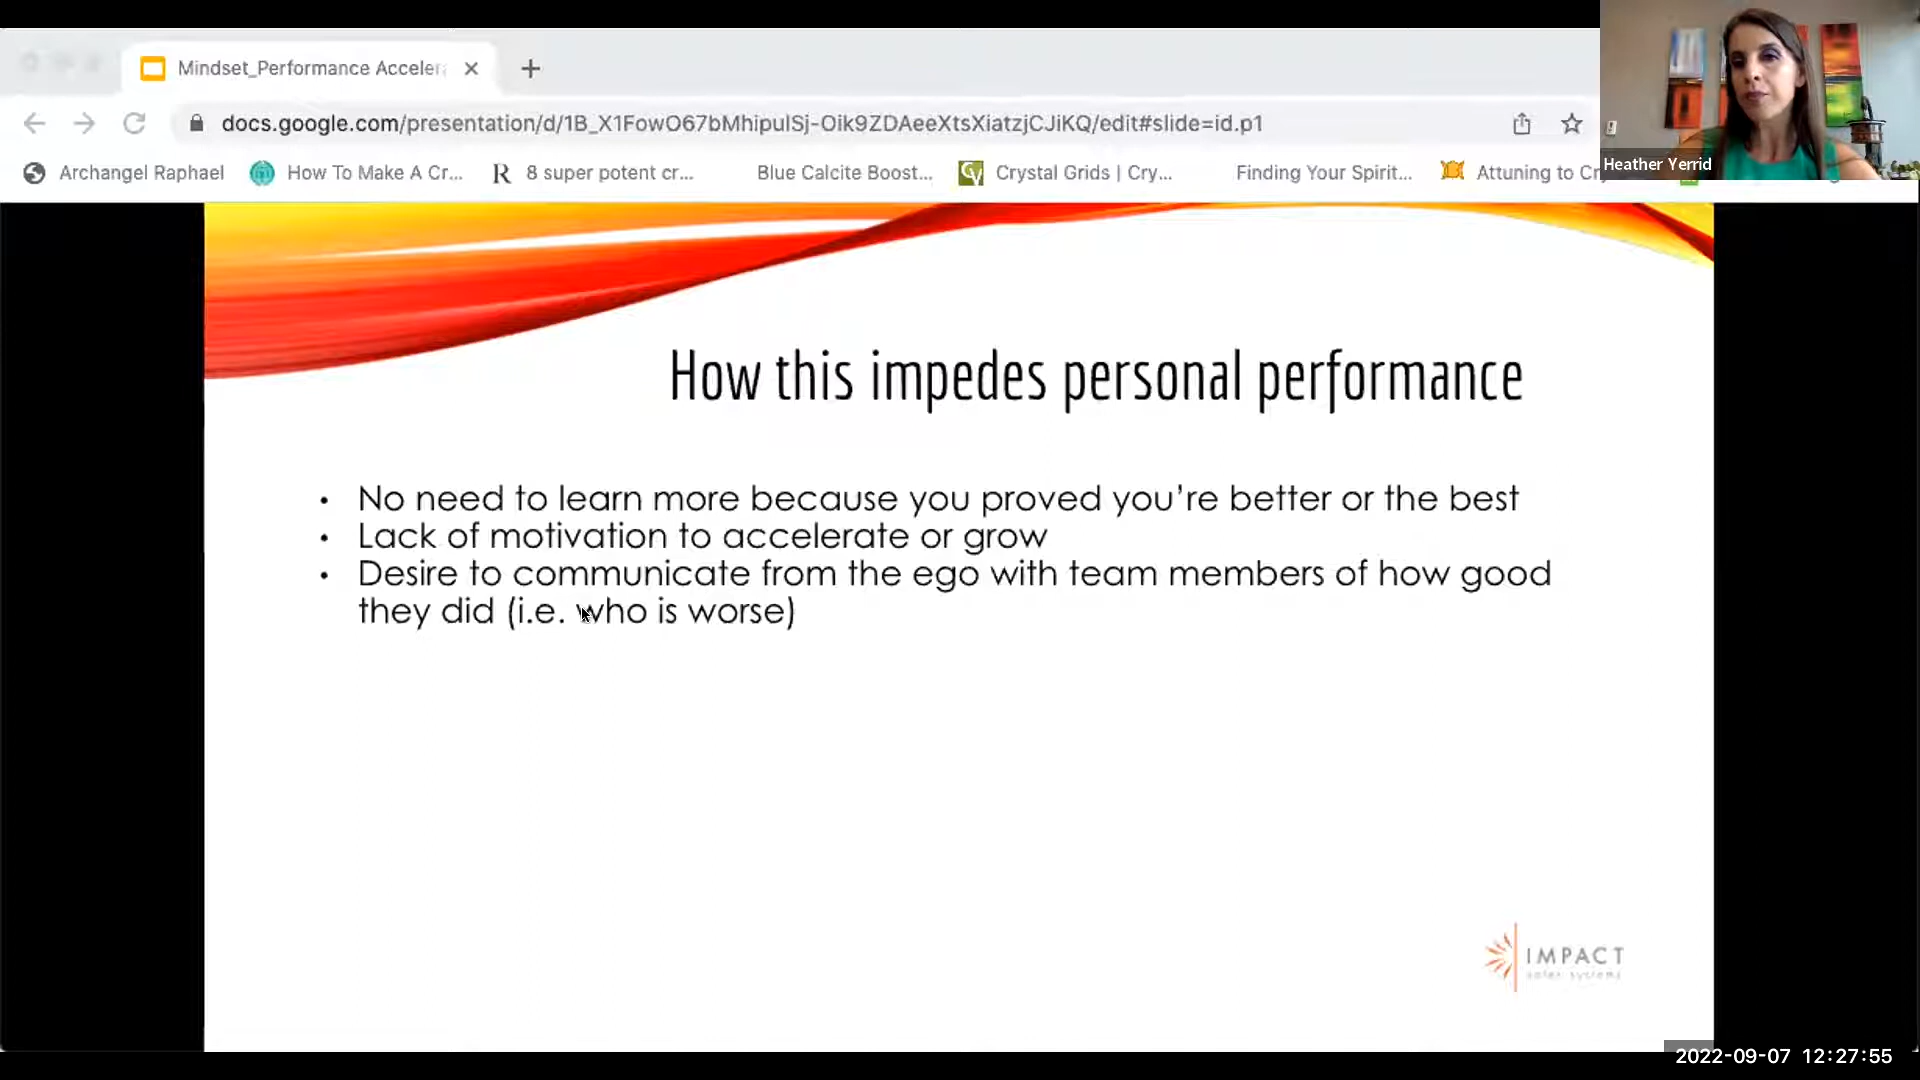 Mindset_Performance Acceler
docs.google.com/presentation/d/1B_X1FowO67bMhipulSj-Oik9ZDAeeXtsXiatzjCJiKQ/edit#slide=id.p1
Archangel Raphael
How To Make A Cr...
8 super potent cr...
Blue Calcite Boost...
Crystal Grids | Cry...
Finding Your Spirit...
Attuning to Cry
Heather Yerrid
How this impedes personal performance
• No need to learn more because you proved you're better or the best
• Lack of motivation to accelerate or grow
• Desire to communicate from the ego with team members of how good
they did (i.e. who is worse)
IMPACT
solar systems
2022-09-07 12:27:55